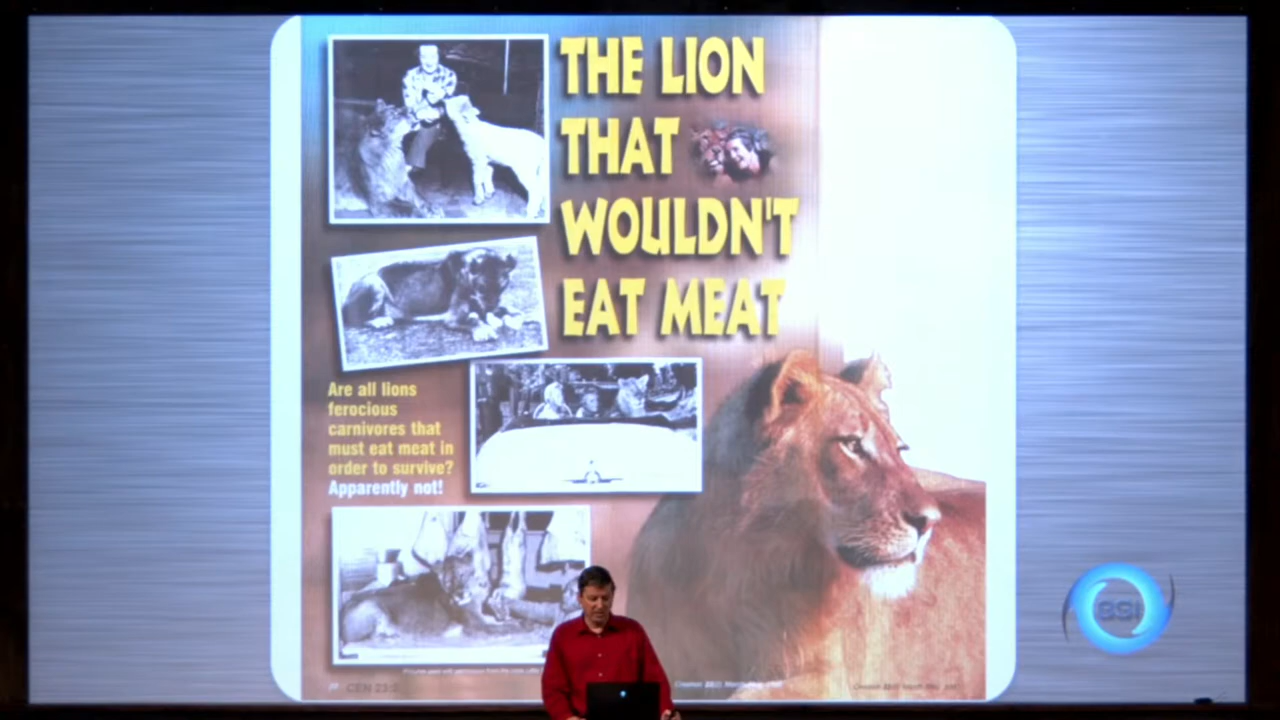 THE LION
THAT
WOULDN'T
EAT MEAT
Are all lions
ferocious
carnivores that
must eat meat in
order to survive?
Apparently not!